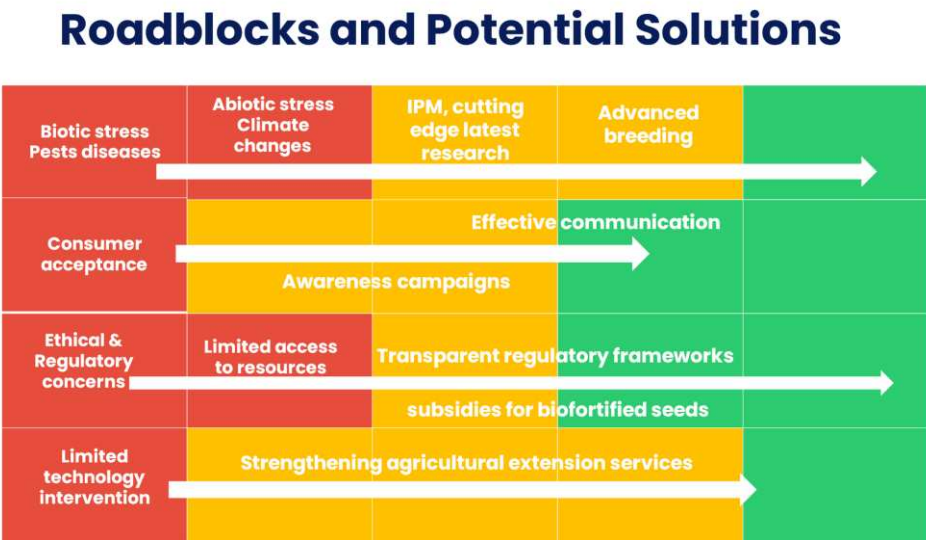 Roadblocks and Potential Solutions
Biotic stress
Pests diseases
Abiotic stress
Climate
changes
IPM, cutting
edge latest
research
Advanced
breeding
Consumer
acceptance
Effective communication
Awareness campaigns
Ethical &
Regulatory
concerns
Limited access
to resources
Transparent regulatory frameworks
subsidies for biofortified seeds
Limited
technology
intervention
Strengthening agricultural extension services